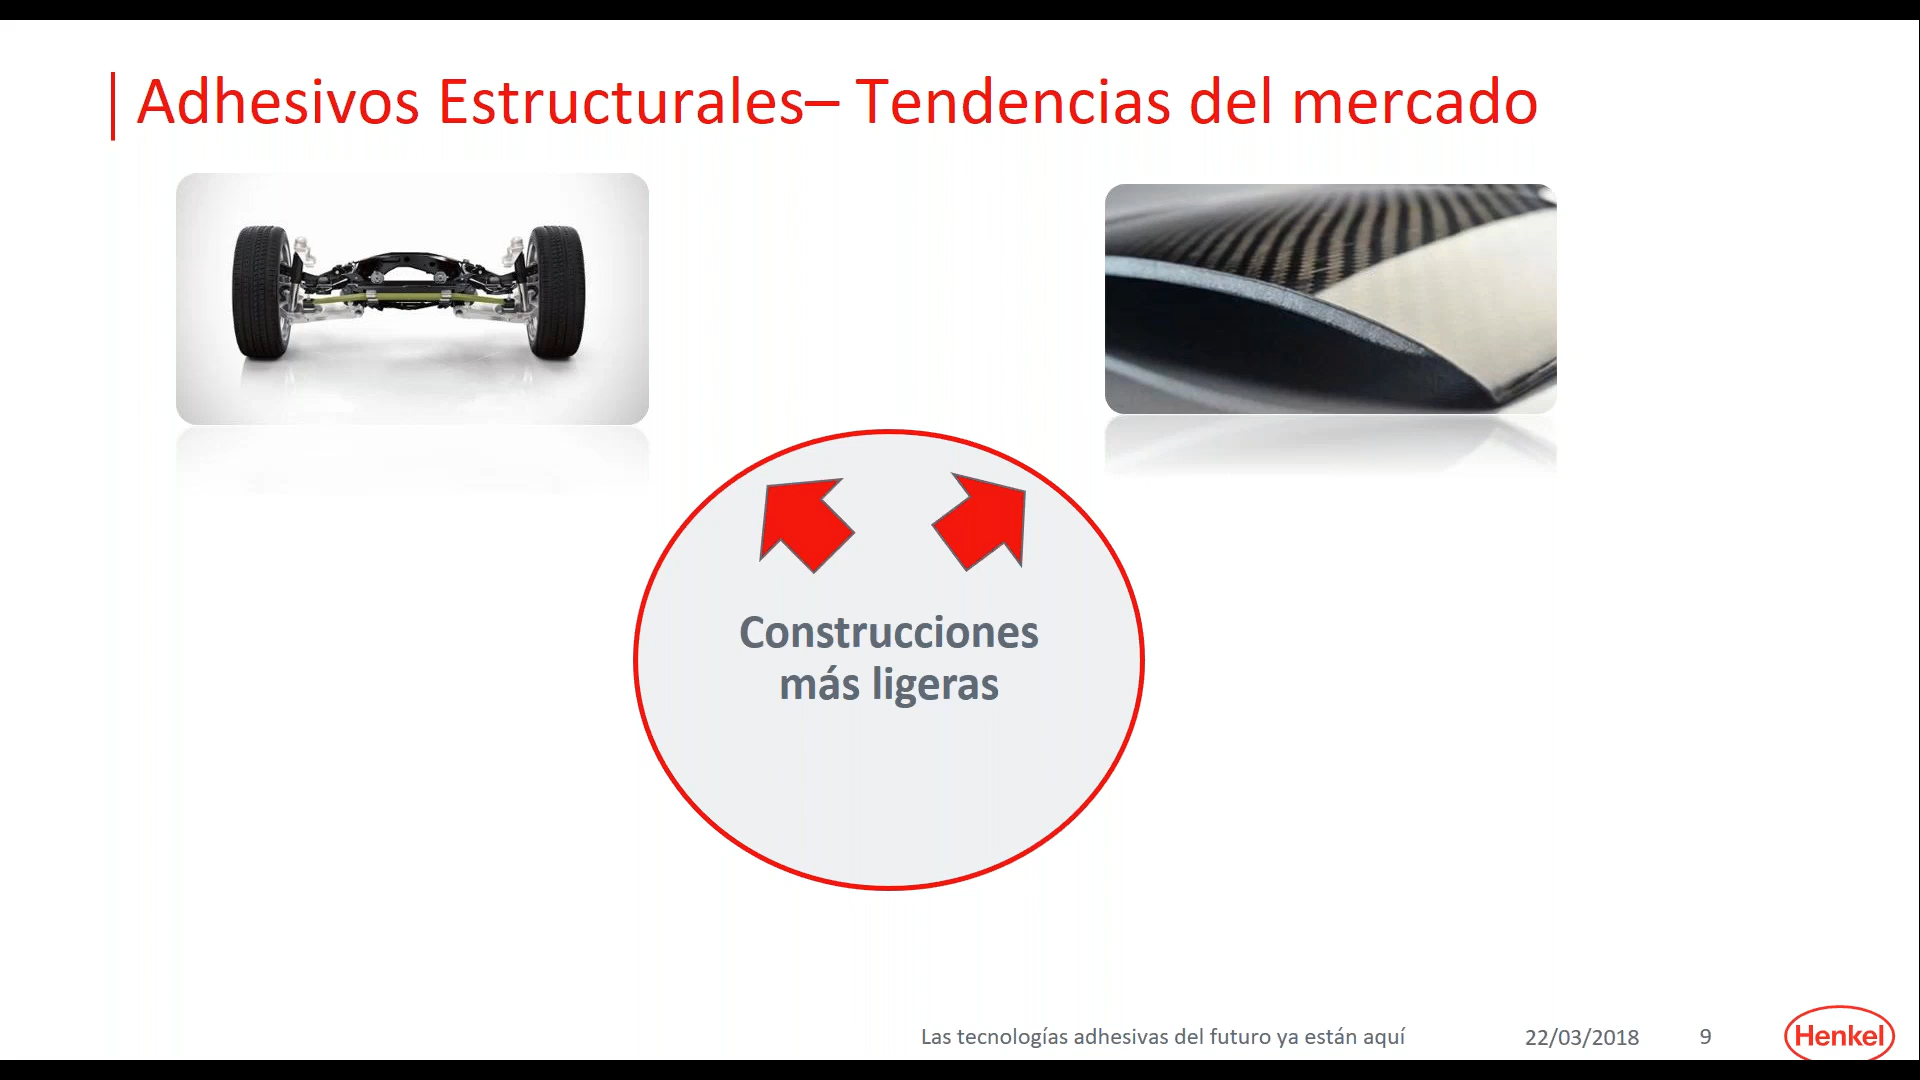 Adhesivos Estructurales– Tendencias del mercado
Construcciones
más ligeras
Las tecnologías adhesivas del futuro ya están aquí
22/03/2018
9
Henkel